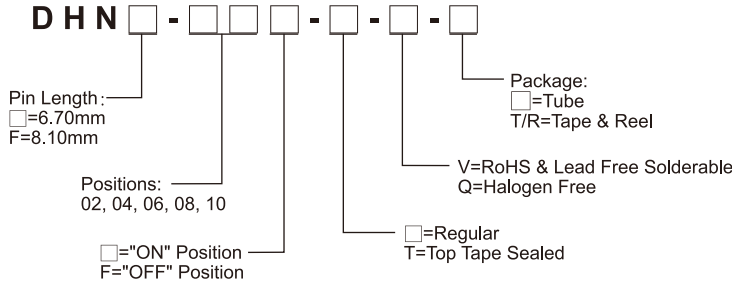 DHN□-□□□-□-□-□
Pin Length:
□=6.70mm
F=8.10mm
Package:
□=Tube
T/R=Tape & Reel
V=RoHS & Lead Free Solderable
Q=Halogen Free
Positions:
02, 04, 06, 08, 10
□=Regular
T=Top Tape Sealed
□="ON" Position
F="OFF" Position